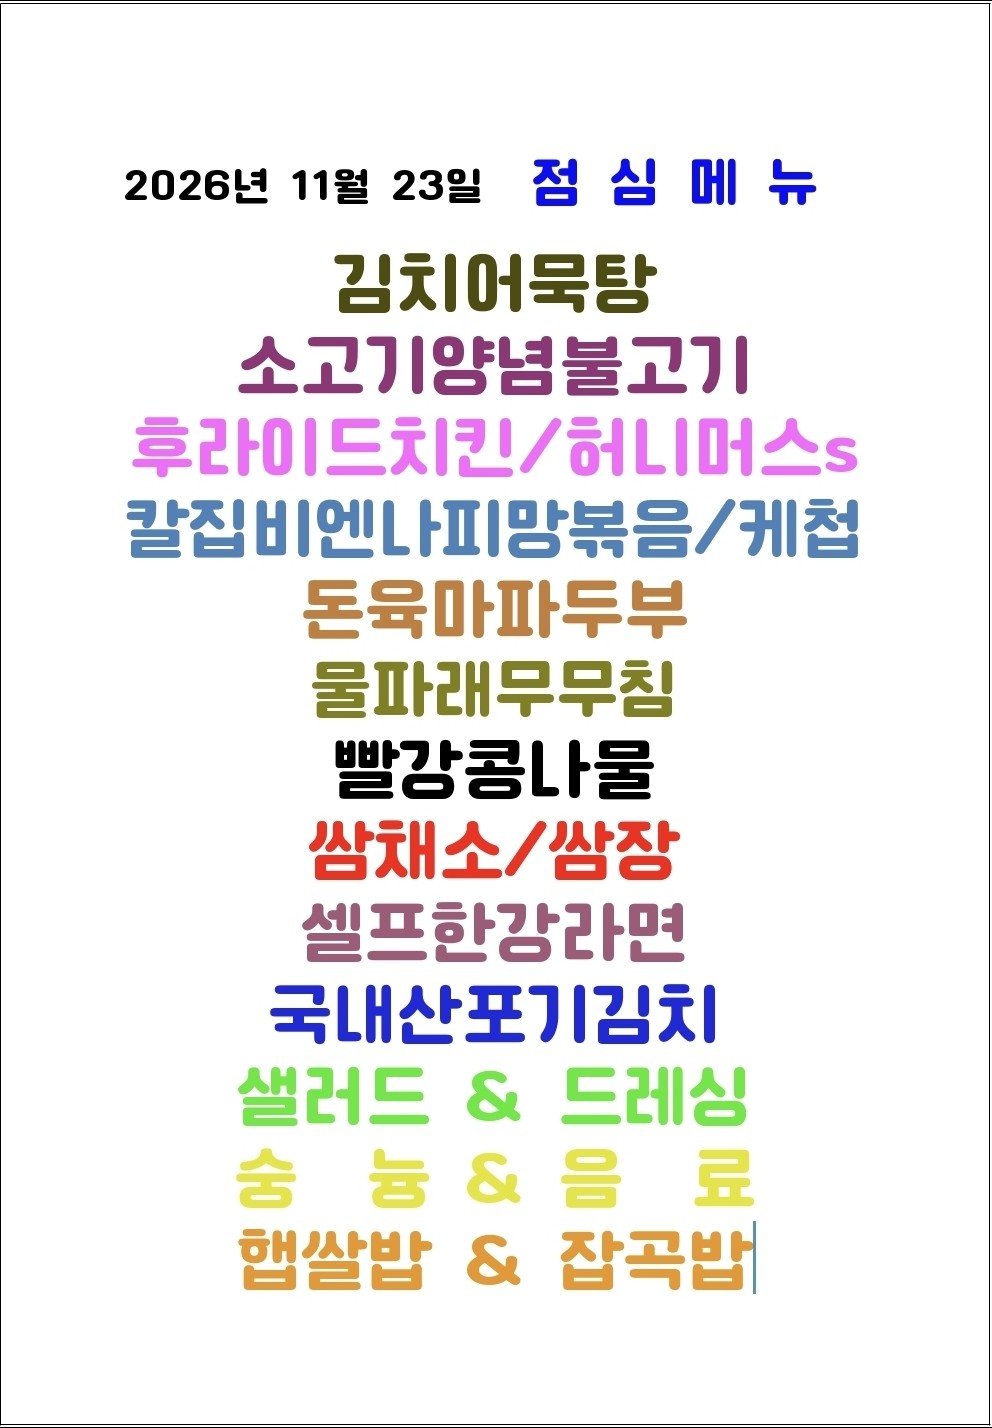 2026년 11월 23일 점 심 메 뉴
김치어묵탕
소고기양념불고기
후라이드치킨/허니머스s
칼집비엔나피망볶음/케첩
돈육마파두부
물파래무무침
빨강콩나물
쌈채소/쌈장
셀프한강라면
국내산포기김치
샐러드 & 드레싱
숭 늉 & 음 료
햅쌀밥 & 잡곡밥